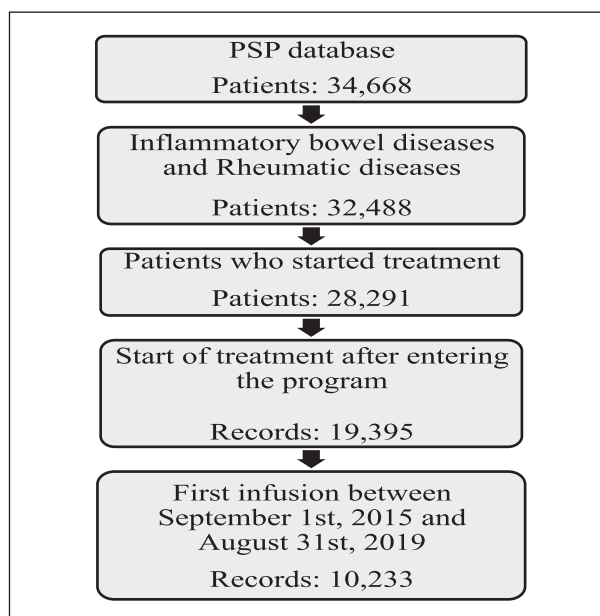 PSP database
Patients: 34,668
Inflammatory bowel diseases
and Rheumatic diseases
Patients: 32,488
Patients who started treatment
Patients: 28,291
Start of treatment after entering
the program
Records: 19,395
First infusion between
September 1st, 2015 and
August 31st, 2019
Records: 10,233